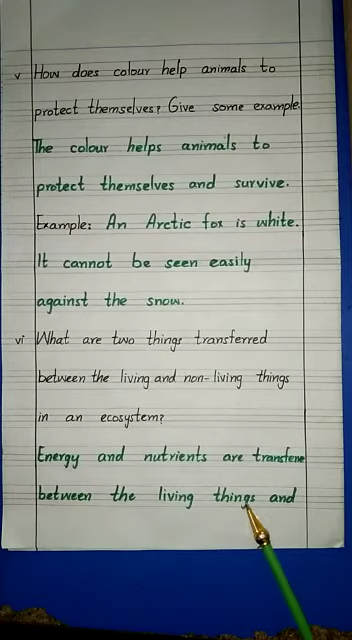 v How does colour help animals to
protect themselves? Give some example.
The colour helps animals to
protect themselves and survive.
Example: An Arctic fox is white.
It cannot be seen easily
against the snow.
vi What are two things transferred
between the living and non-living things
in an ecosystem?
Energy and nutrients are
between the living things and